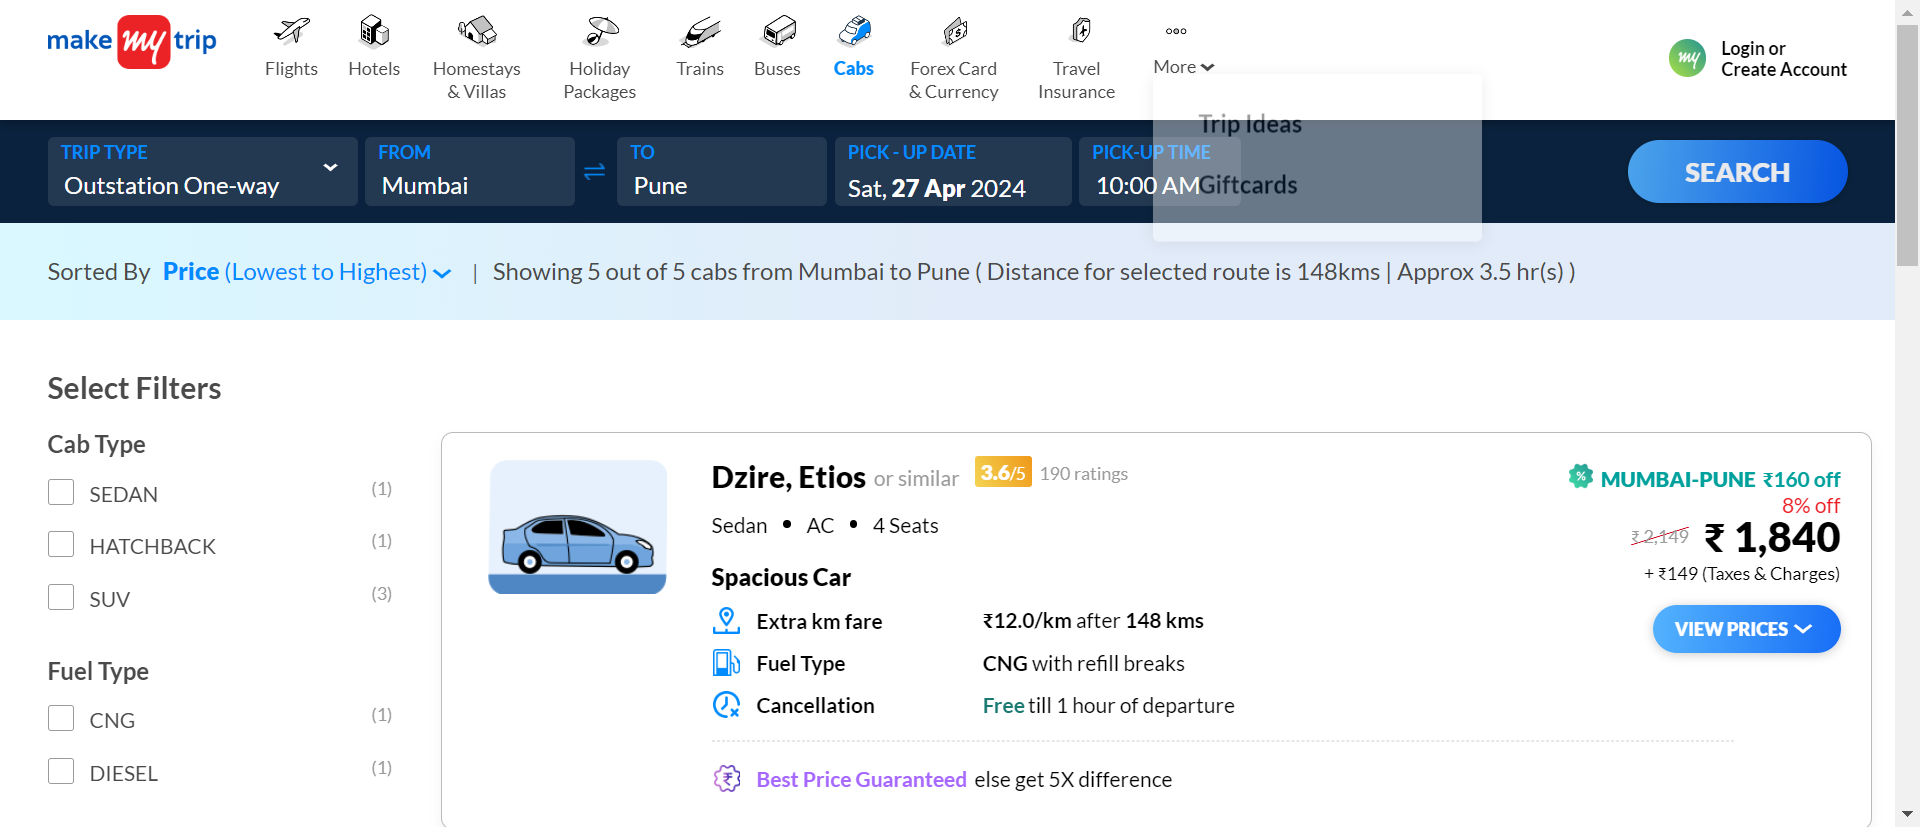 make my trip
Flights
Hotels
Homestays
& Villas
Holiday
Packages
Trains
Buses
Cabs
Forex Card
& Currency
Travel
Insurance
More
my
Login or
Create Account
Trip Ideas
Giftcards
TRIP TYPE
Outstation One-way
FROM
Mumbai
TO
Pune
PICK - UP DATE
Sat, 27 Apr 2024
PICK-UP TIME
10:00 AM
SEARCH
Sorted By Price (Lowest to Highest) | Showing 5 out of 5 cabs from Mumbai to Pune ( Distance for selected route is 148kms | Approx 3.5 hr(s) )
Select Filters
Cab Type
SEDAN (1)
HATCHBACK (1)
SUV (3)
Fuel Type
CNG (1)
DIESEL (1)
Dzire, Etios or similar 3.6/5 190 ratings
Sedan • AC • 4 Seats
Spacious Car
Extra km fare ₹12.0/km after 148 kms
Fuel Type CNG with refill breaks
Cancellation Free till 1 hour of departure
₹ Best Price Guaranteed else get 5X difference
% MUMBAI-PUNE ₹160 off
8% off
₹ 2,149 ₹ 1,840
+ ₹149 (Taxes & Charges)
VIEW PRICES